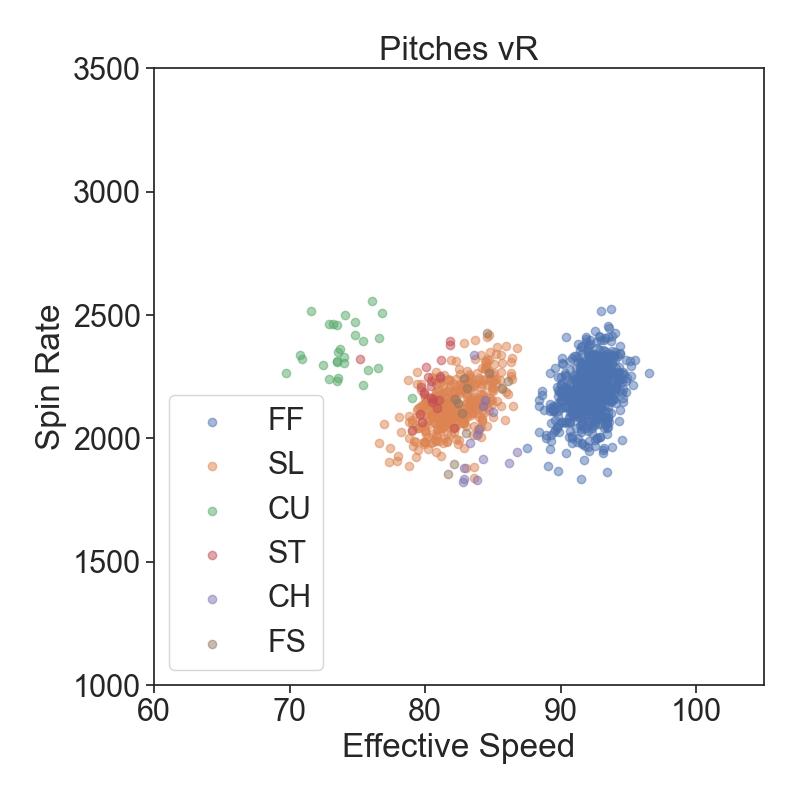 Pitches vR
3500
3000
2500
2000
1500
1000
Spin Rate
FF
SL
CU
ST
CH
FS
60 70 80 90 100
Effective Speed